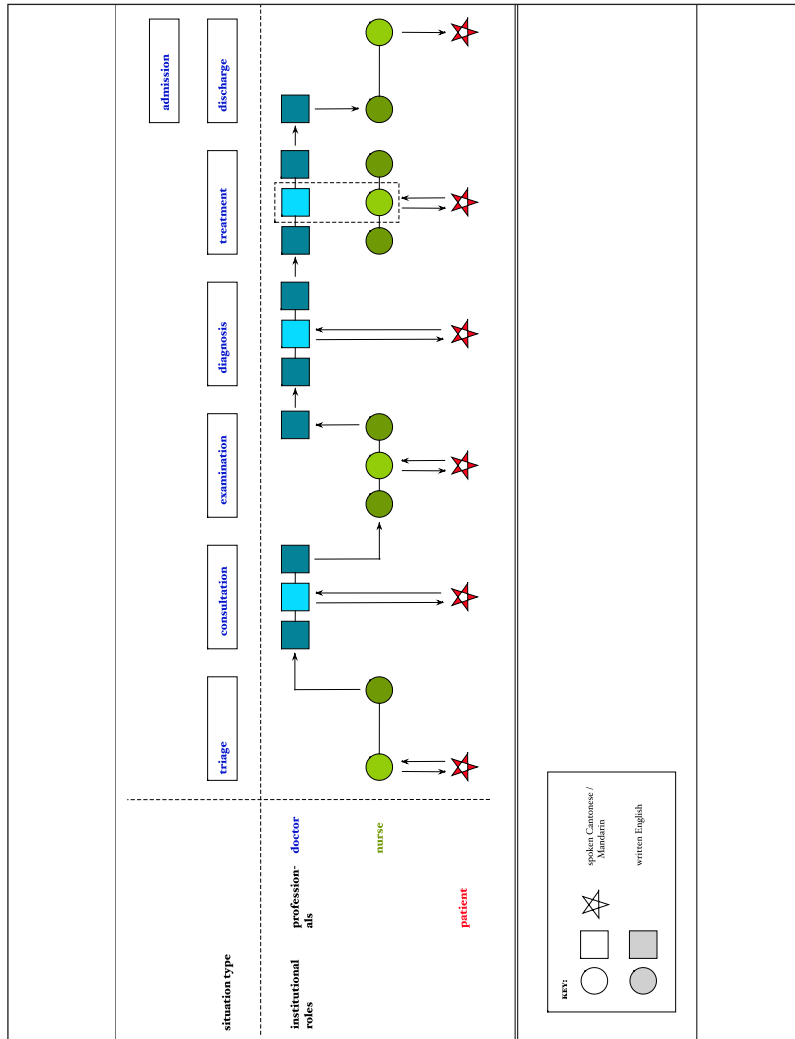 situation type
triage
consultation
examination
diagnosis
treatment
discharge
admission
institutional
roles
profession-
als
doctor
nurse
patient
KEY:
spoken Cantonese /
Mandarin
written English